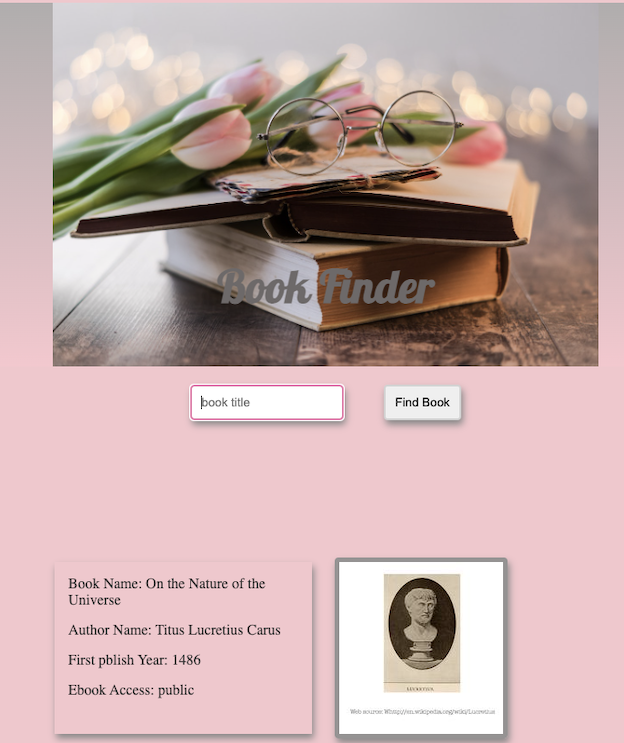 Book Finder
book title
Find Book
Book Name: On the Nature of the
Universe
Author Name: Titus Lucretius Carus
First pblish Year: 1486
Ebook Access: public
LUCRETIUS
Web source: Whttp://en.wikipedia.org/wiki/Lucretius